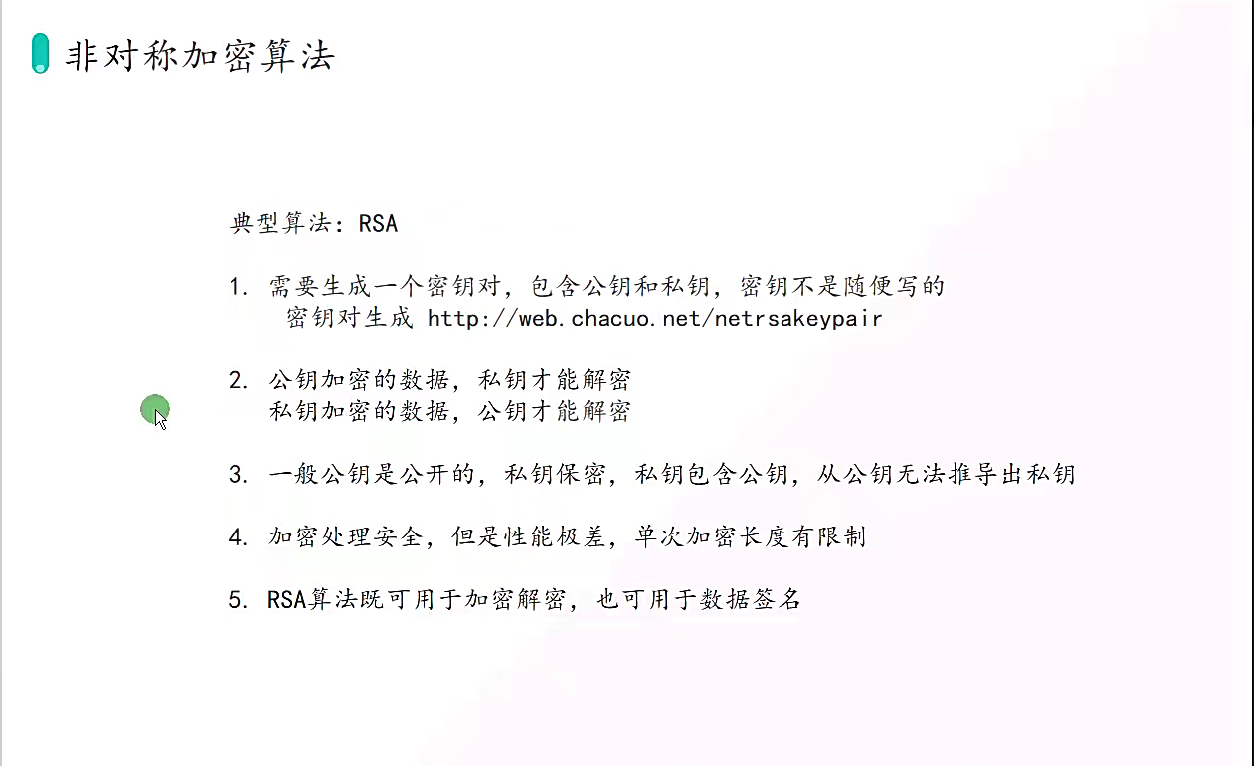 非对称加密算法
典型算法：RSA
1. 需要生成一个密钥对，包含公钥和私钥，密钥不是随便写的
密钥对生成 http://web.chacuo.net/netrsakeypair
2. 公钥加密的数据，私钥才能解密
私钥加密的数据，公钥才能解密
3. 一般公钥是公开的，私钥保密，私钥包含公钥，从公钥无法推导出私钥
4. 加密处理安全，但是性能极差，单次加密长度有限制
5. RSA算法既可用于加密解密，也可用于数据签名